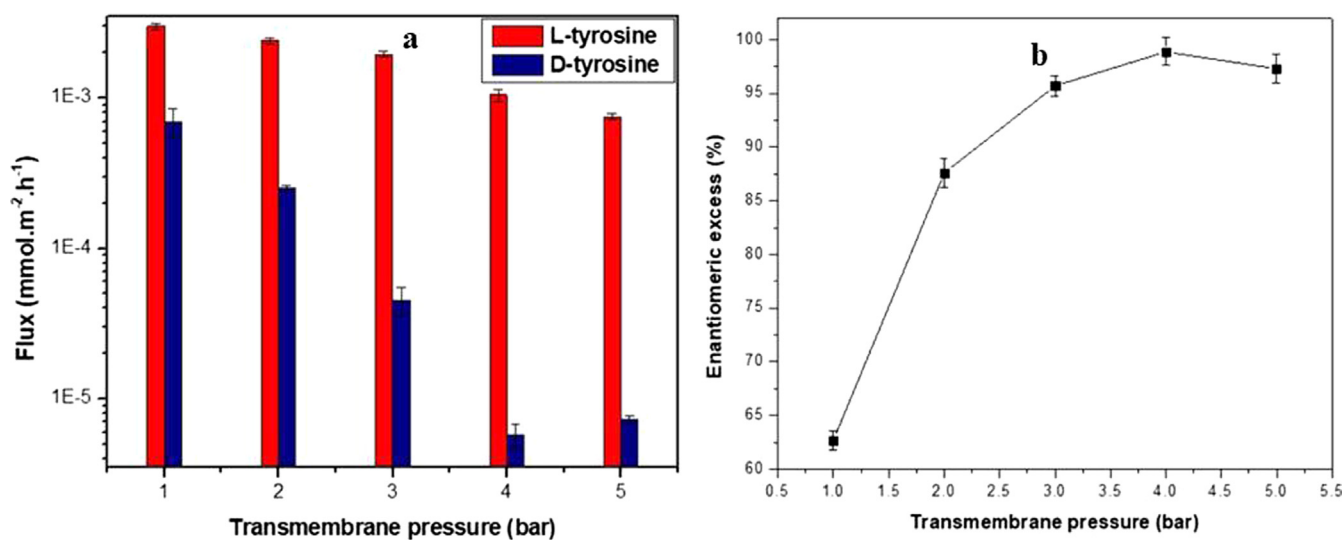 a
L-tyrosine
D-tyrosine
1E-3
1E-4
1E-5
Flux (mmol.m⁻².h⁻¹)
1 2 3 4 5
Transmembrane pressure (bar)
b
100
95
90
85
80
75
70
65
60
Enantiomeric excess (%)
0.5 1.0 1.5 2.0 2.5 3.0 3.5 4.0 4.5 5.0 5.5
Transmembrane pressure (bar)